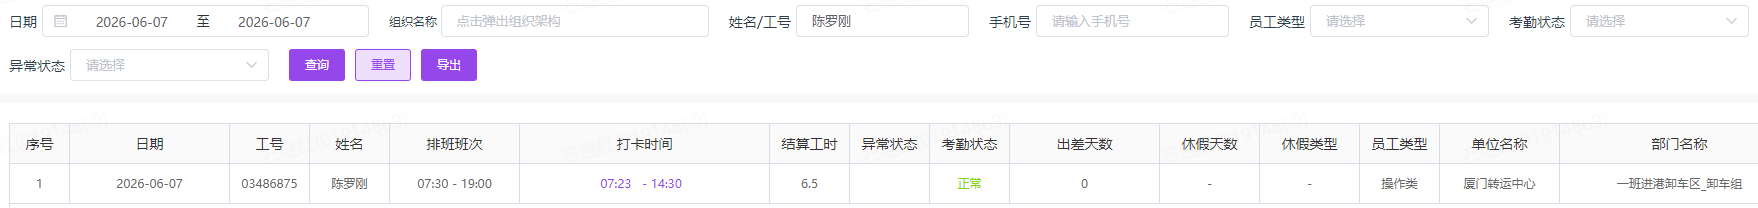 日期 2026-06-07 至 2026-06-07 组织名称 点击弹出组织架构 姓名/工号 陈罗刚 手机号 请输入手机号 员工类型 请选择 考勤状态 请选择
异常状态 请选择 查询 重置 导出
序号 日期 工号 姓名 排班班次 打卡时间 结算工时 异常状态 考勤状态 出差天数 休假天数 休假类型 员工类型 单位名称 部门名称
1 2026-06-07 03486875 陈罗刚 07:30 - 19:00 07:23 - 14:30 6.5 正常 0 - - 操作类 厦门转运中心 一班进港卸车区_卸车组